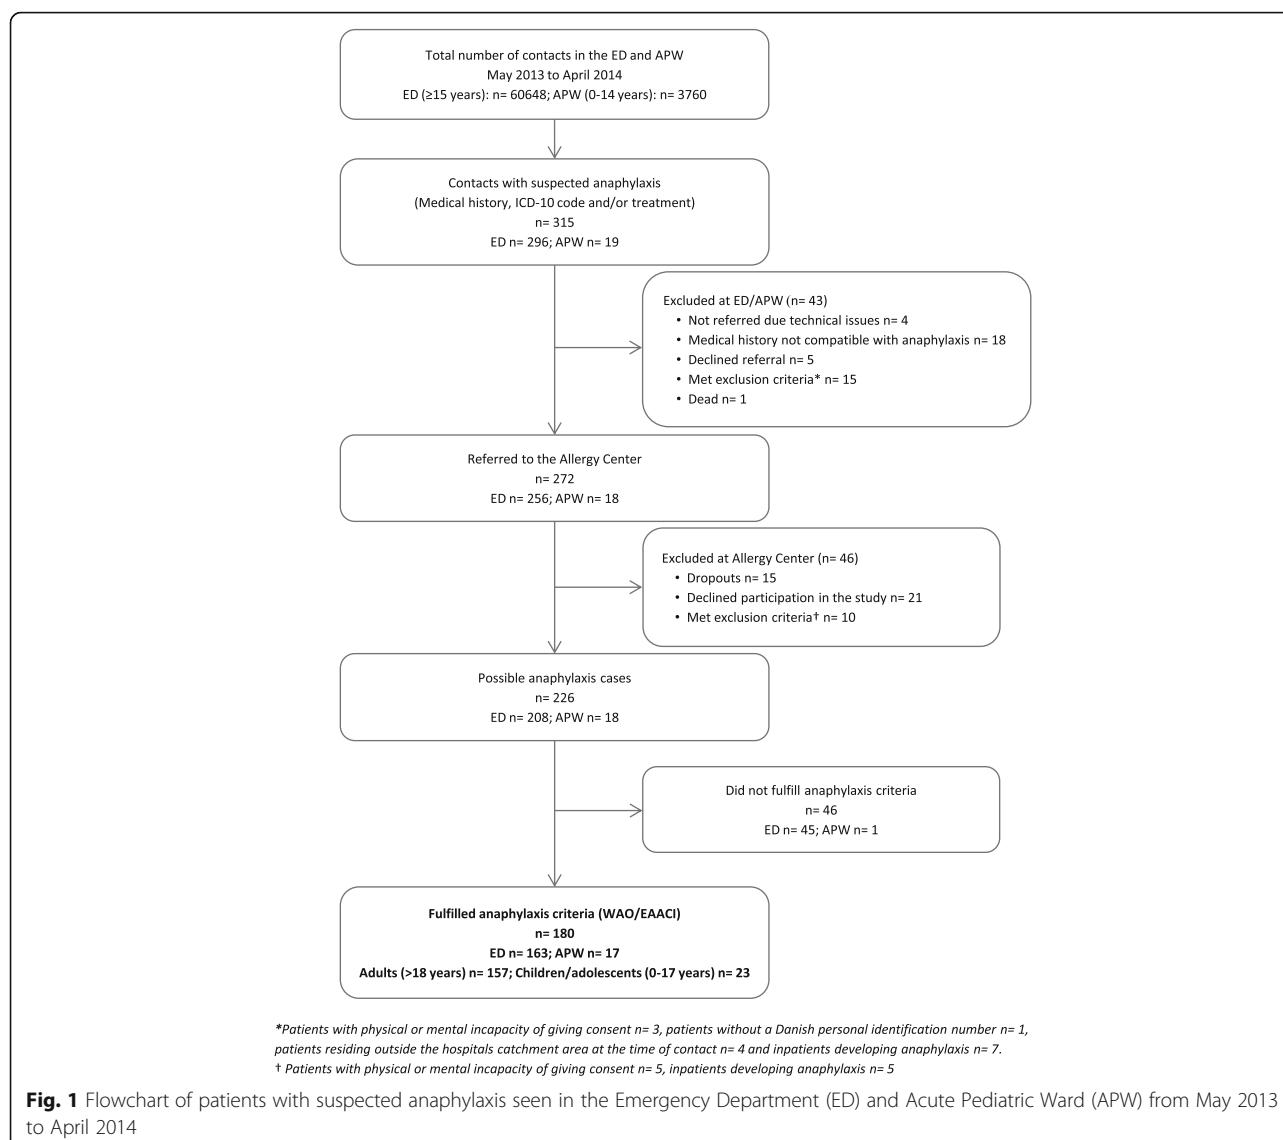 Total number of contacts in the ED and APW
May 2013 to April 2014
ED (≥15 years): n= 60648; APW (0-14 years): n= 3760
Contacts with suspected anaphylaxis
(Medical history, ICD-10 code and/or treatment)
n= 315
ED n= 296; APW n= 19
Excluded at ED/APW (n= 43)
• Not referred due technical issues n= 4
• Medical history not compatible with anaphylaxis n= 18
• Declined referral n= 5
• Met exclusion criteria* n= 15
• Dead n= 1
Referred to the Allergy Center
n= 272
ED n= 256; APW n= 18
Excluded at Allergy Center (n= 46)
• Dropouts n= 15
• Declined participation in the study n= 21
• Met exclusion criteria† n= 10
Possible anaphylaxis cases
n= 226
ED n= 208; APW n= 18
Did not fulfill anaphylaxis criteria
n= 46
ED n= 45; APW n= 1
Fulfilled anaphylaxis criteria (WAO/EAACI)
n= 180
ED n= 163; APW n= 17
Adults (>18 years) n= 157; Children/adolescents (0-17 years) n= 23
*Patients with physical or mental incapacity of giving consent n= 3, patients without a Danish personal identification number n= 1,
patients residing outside the hospitals catchment area at the time of contact n= 4 and inpatients developing anaphylaxis n= 7.
† Patients with physical or mental incapacity of giving consent n= 5, inpatients developing anaphylaxis n= 5
Fig. 1 Flowchart of patients with suspected anaphylaxis seen in the Emergency Department (ED) and Acute Pediatric Ward (APW) from May 2013
to April 2014